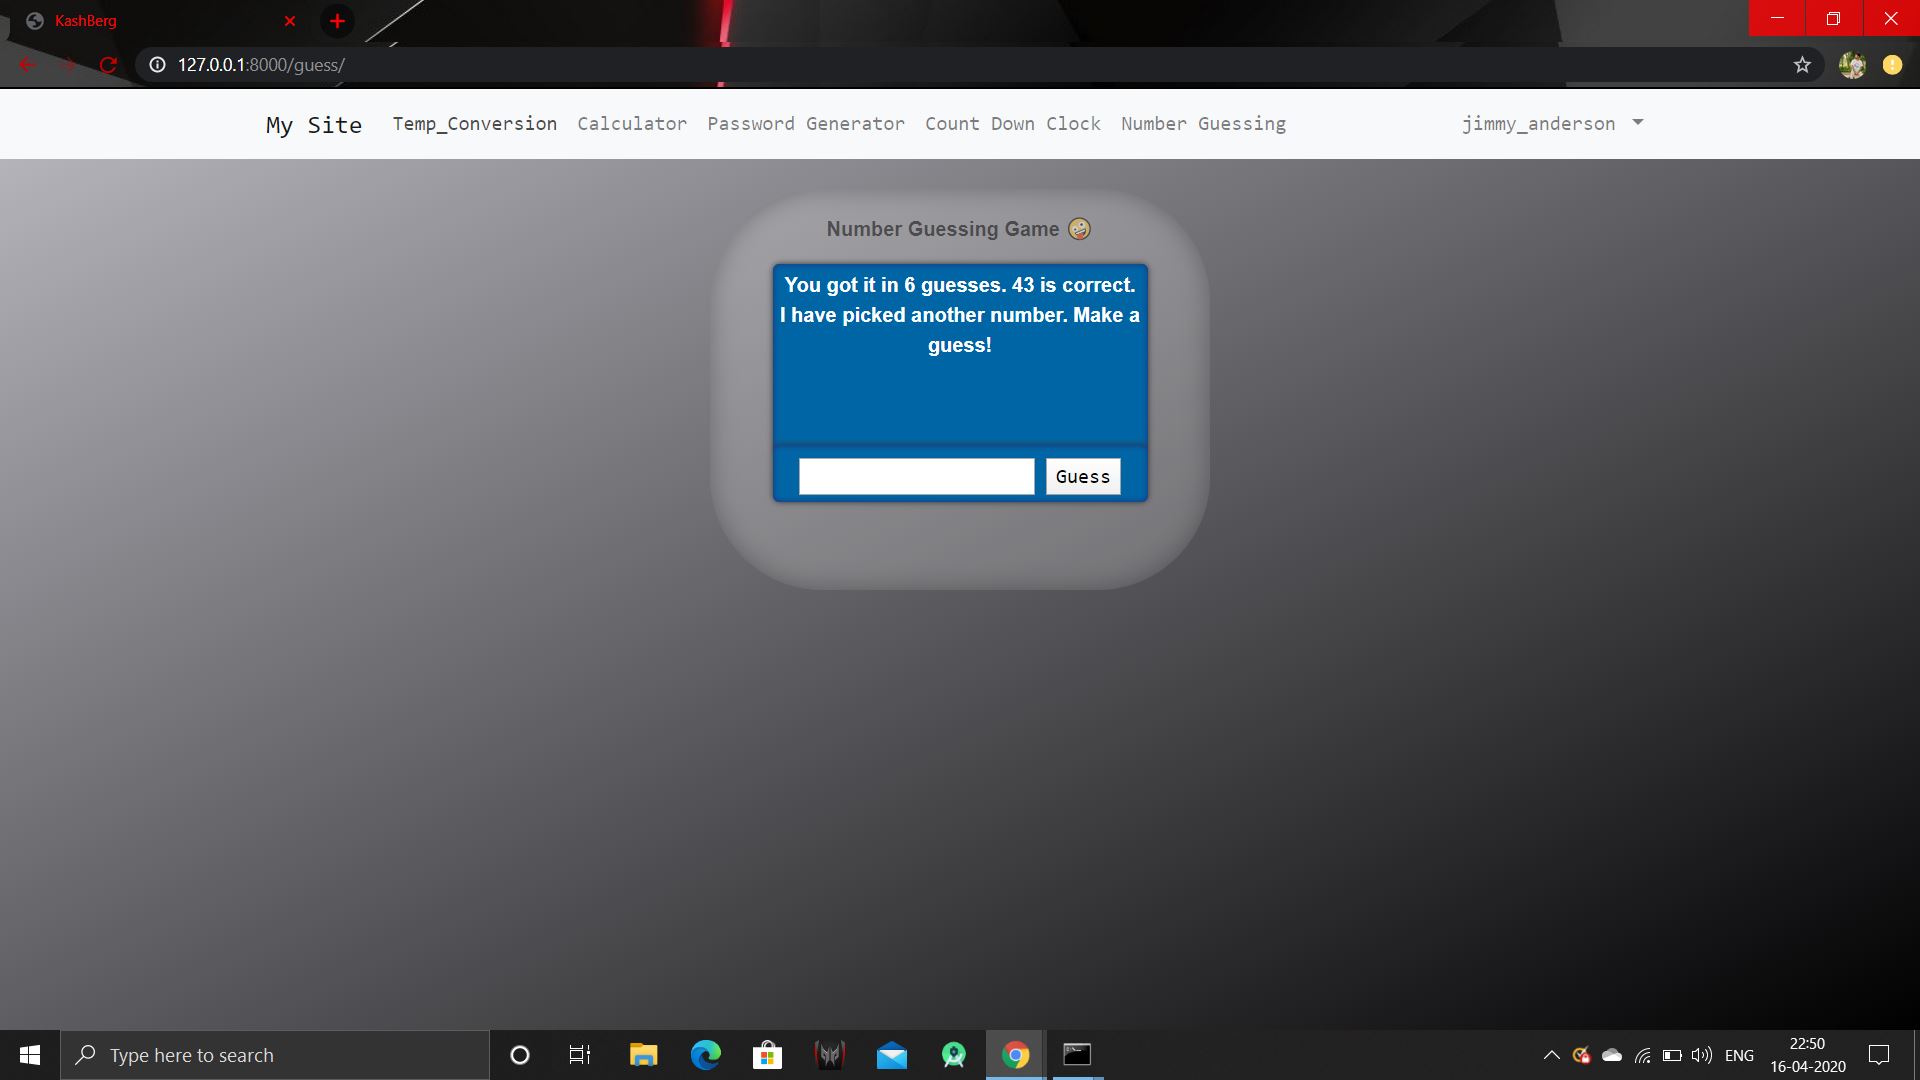 KashBerg
127.0.0.1:8000/guess/
My Site Temp_Conversion Calculator Password Generator Count Down Clock Number Guessing jimmy_anderson
Number Guessing Game 🤪
You got it in 6 guesses. 43 is correct.
I have picked another number. Make a
guess!
Guess
Type here to search
ENG
22:50
16-04-2020